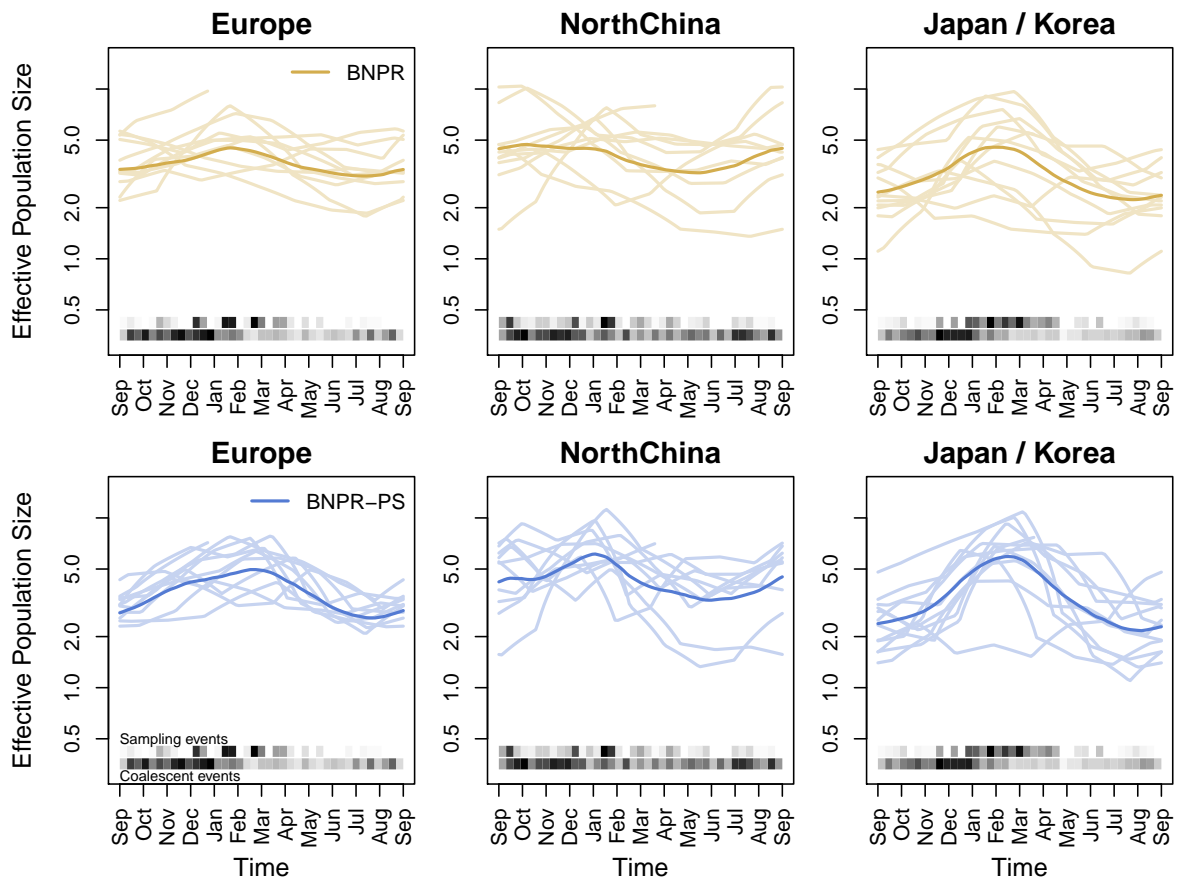 Europe
NorthChina
Japan / Korea
Effective Population Size
BNPR
5.0
2.0
1.0
0.5
5.0
2.0
1.0
0.5
5.0
2.0
1.0
0.5
Sep Oct Nov Dec Jan Feb Mar Apr May Jun Jul Aug Sep
Sep Oct Nov Dec Jan Feb Mar Apr May Jun Jul Aug Sep
Sep Oct Nov Dec Jan Feb Mar Apr May Jun Jul Aug Sep
Europe
NorthChina
Japan / Korea
Effective Population Size
BNPR−PS
5.0
2.0
1.0
0.5
Sampling events
Coalescent events
5.0
2.0
1.0
0.5
5.0
2.0
1.0
0.5
Sep Oct Nov Dec Jan Feb Mar Apr May Jun Jul Aug Sep
Sep Oct Nov Dec Jan Feb Mar Apr May Jun Jul Aug Sep
Sep Oct Nov Dec Jan Feb Mar Apr May Jun Jul Aug Sep
Time
Time
Time